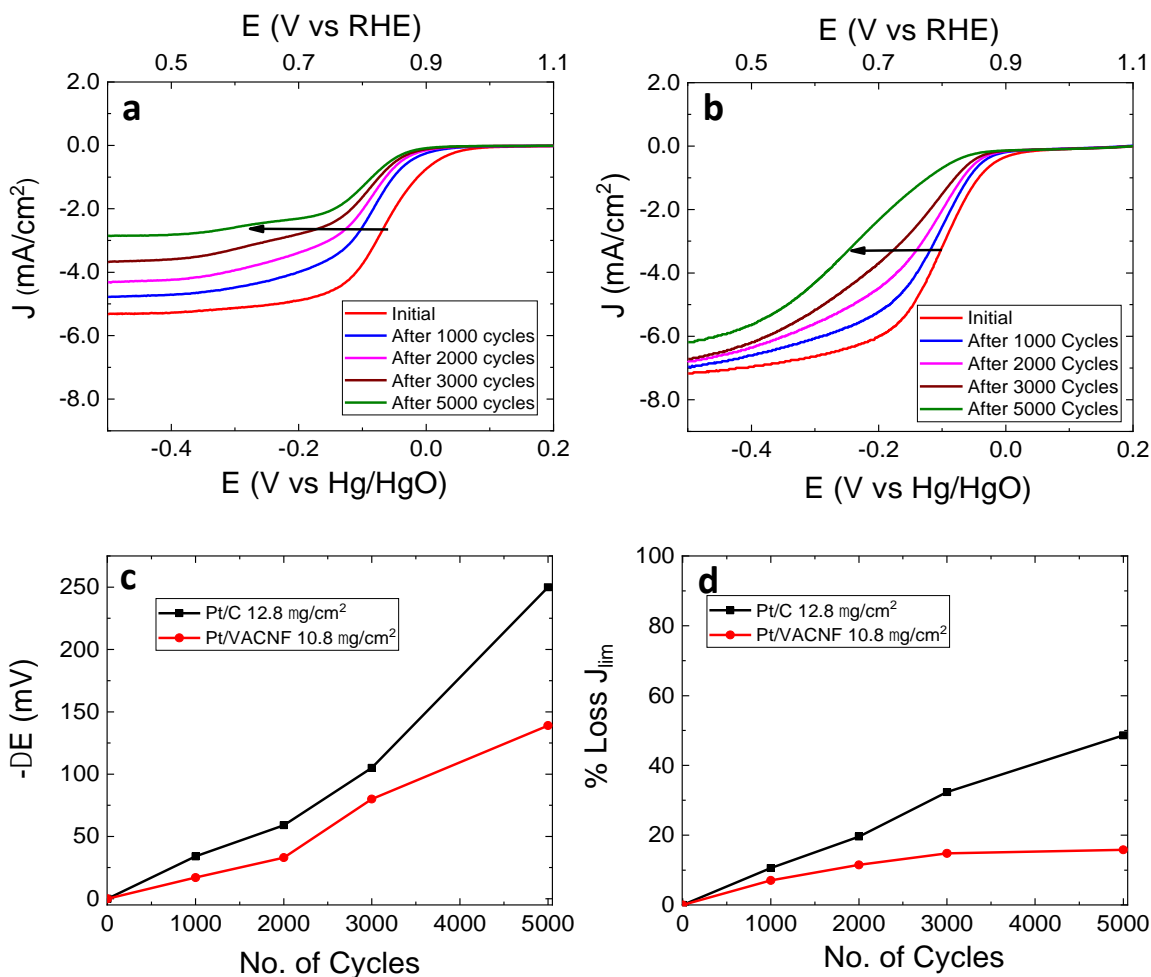 E (V vs RHE)
0.5 0.7 0.9 1.1
a
2.0
0.0
-2.0
-4.0
-6.0
-8.0
J (mA/cm²)
Initial
After 1000 cycles
After 2000 cycles
After 3000 cycles
After 5000 cycles
-0.4 -0.2 0.0 0.2
E (V vs Hg/HgO)
E (V vs RHE)
0.5 0.7 0.9 1.1
b
2.0
0.0
-2.0
-4.0
-6.0
-8.0
J (mA/cm²)
Initial
After 1000 Cycles
After 2000 Cycles
After 3000 Cycles
After 5000 Cycles
-0.4 -0.2 0.0 0.2
E (V vs Hg/HgO)
c
250
200
150
100
50
0
-□E (mV)
Pt/C 12.8 □g/cm²
Pt/VACNF 10.8 □g/cm²
0 1000 2000 3000 4000 5000
No. of Cycles
d
100
80
60
40
20
0
% Loss J_lim
Pt/C 12.8 □g/cm²
Pt/VACNF 10.8 □g/cm²
0 1000 2000 3000 4000 5000
No. of Cycles